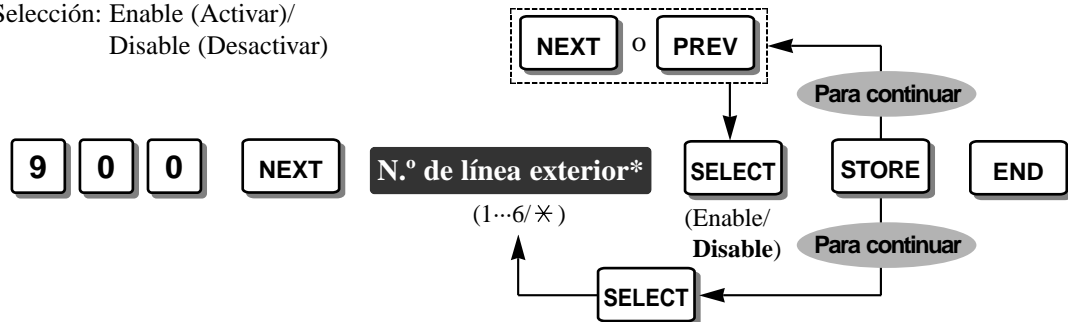 Selección: Enable (Activar)/
Disable (Desactivar)
NEXT o PREV
Para continuar
9 0 0 NEXT N.º de línea exterior* SELECT STORE END
(1···6/✳)
(Enable/
Disable)
Para continuar
SELECT